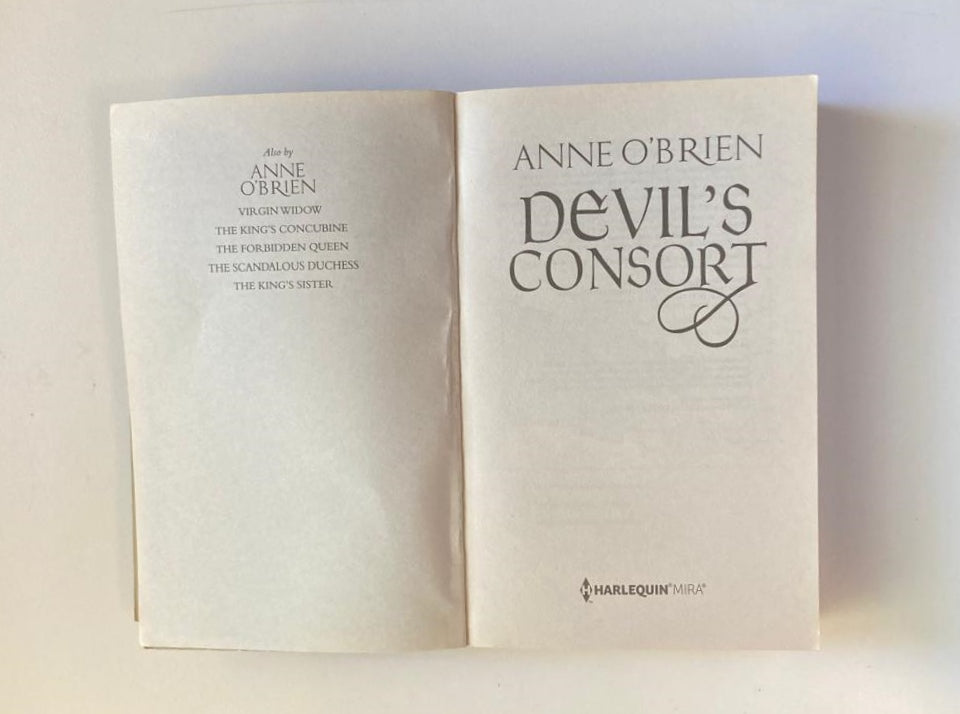 Also by
ANNE
O'BRIEN
VIRGIN WIDOW
THE KING'S CONCUBINE
THE FORBIDDEN QUEEN
THE SCANDALOUS DUCHESS
THE KING'S SISTER
ANNE O'BRIEN
DEVIL'S
CONSORT
H HARLEQUIN® MIRA®